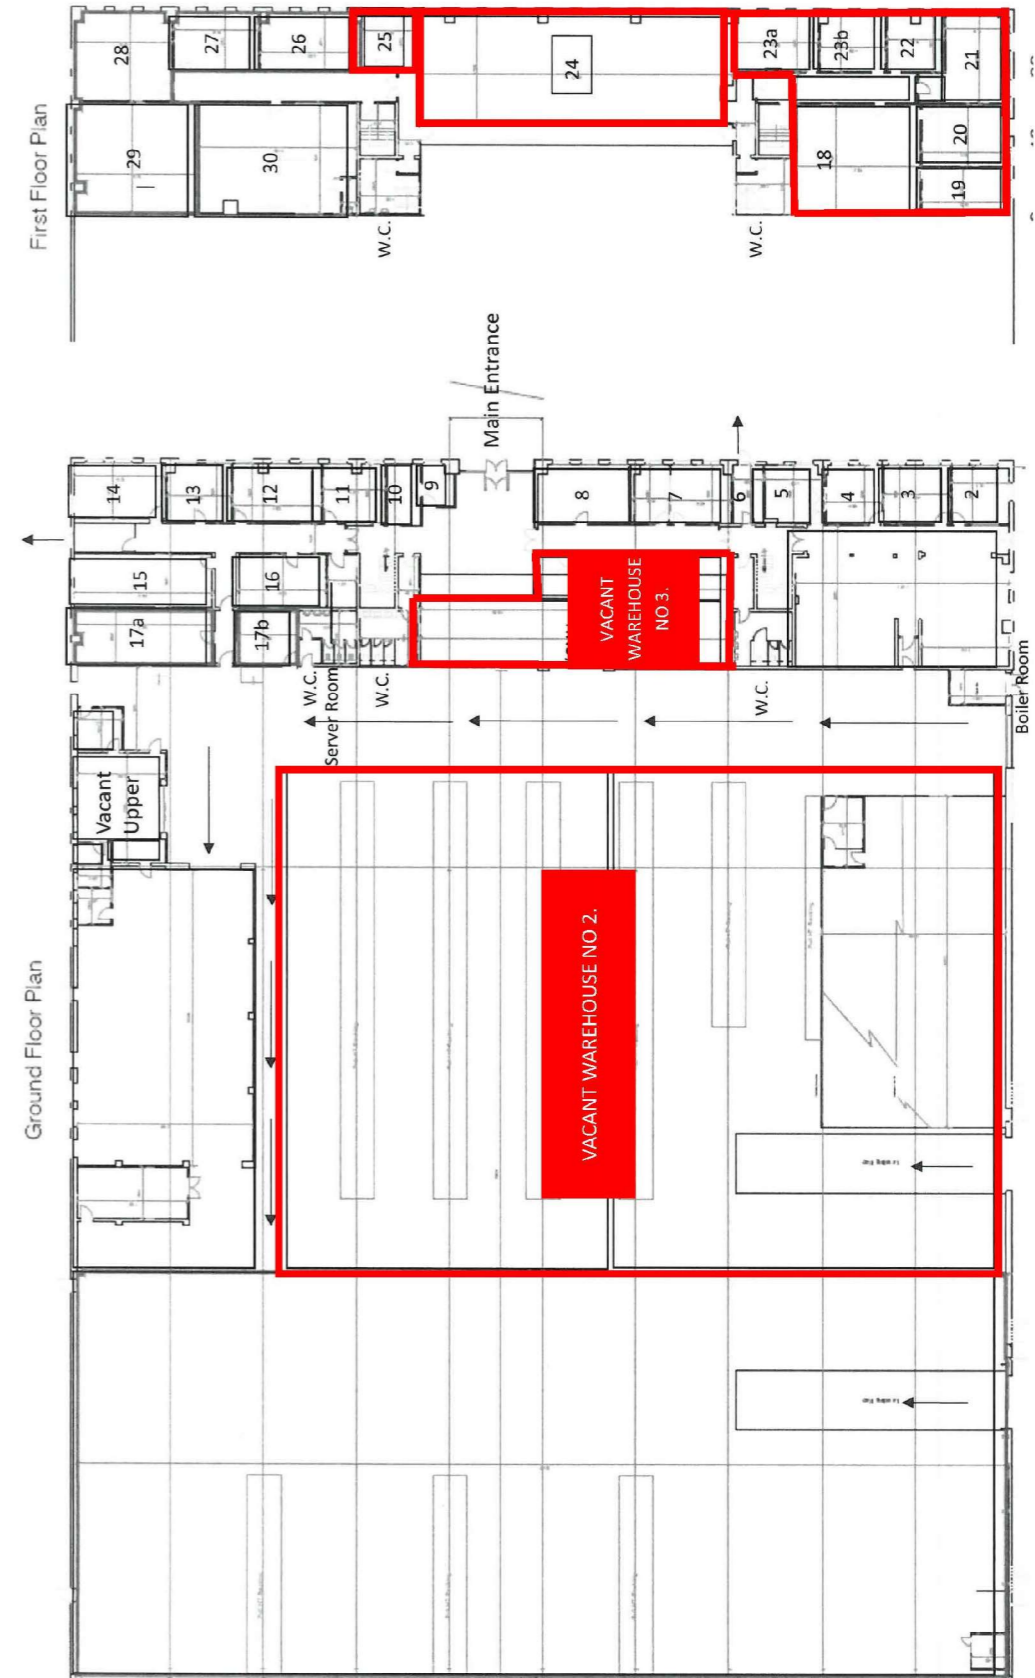 First Floor Plan
28
27
26
25
24
23a
23b
22
21
29
30
18
20
19
W.C.
W.C.
Ground Floor Plan
Main Entrance
14
13
12
11
10
9
8
7
6
5
4
3
2
15
16
17a
17b
VACANT
WAREHOUSE
NO 3.
W.C.
W.C.
W.C.
Server Room
Boiler Room
Vacant
Upper
VACANT WAREHOUSE NO 2.